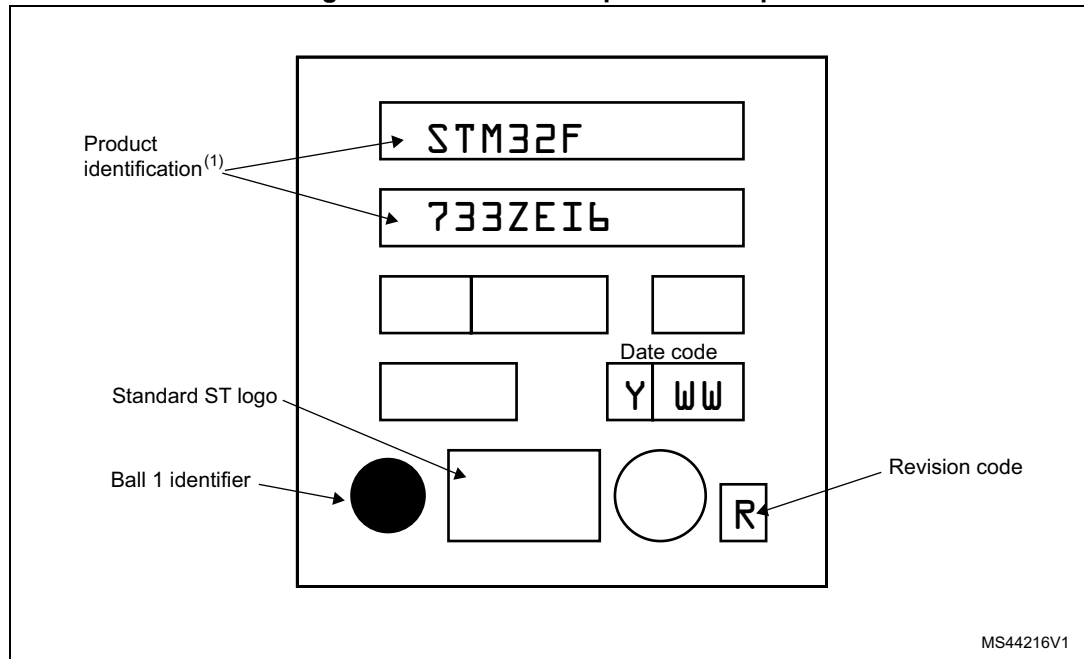 Product
identification(1)
STM32F
733ZEI6
Date code
Y WW
Standard ST logo
Ball 1 identifier
Revision code
R
MS44216V1